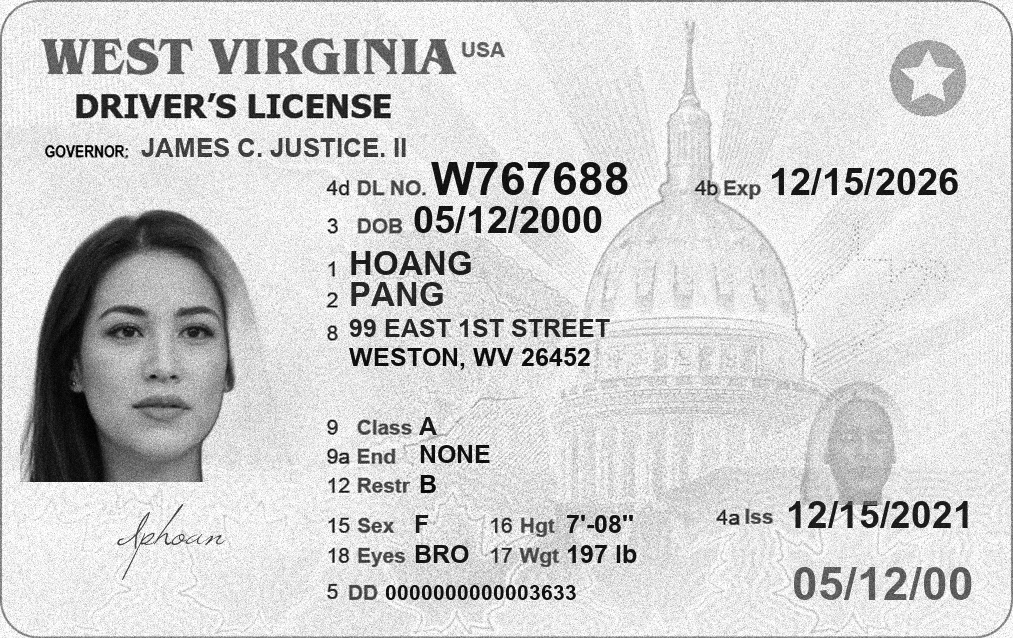 WEST VIRGINIA USA
DRIVER'S LICENSE
GOVERNOR: JAMES C. JUSTICE. II
4d DL NO. W767688 4b Exp 12/15/2026
3 DOB 05/12/2000
1 HOANG
2 PANG
8 99 EAST 1ST STREET
WESTON, WV 26452
9 Class A
9a End NONE
12 Restr B
15 Sex F 16 Hgt 7'-08" 4a Iss 12/15/2021
18 Eyes BRO 17 Wgt 197 lb
5 DD 0000000000003633
05/12/00